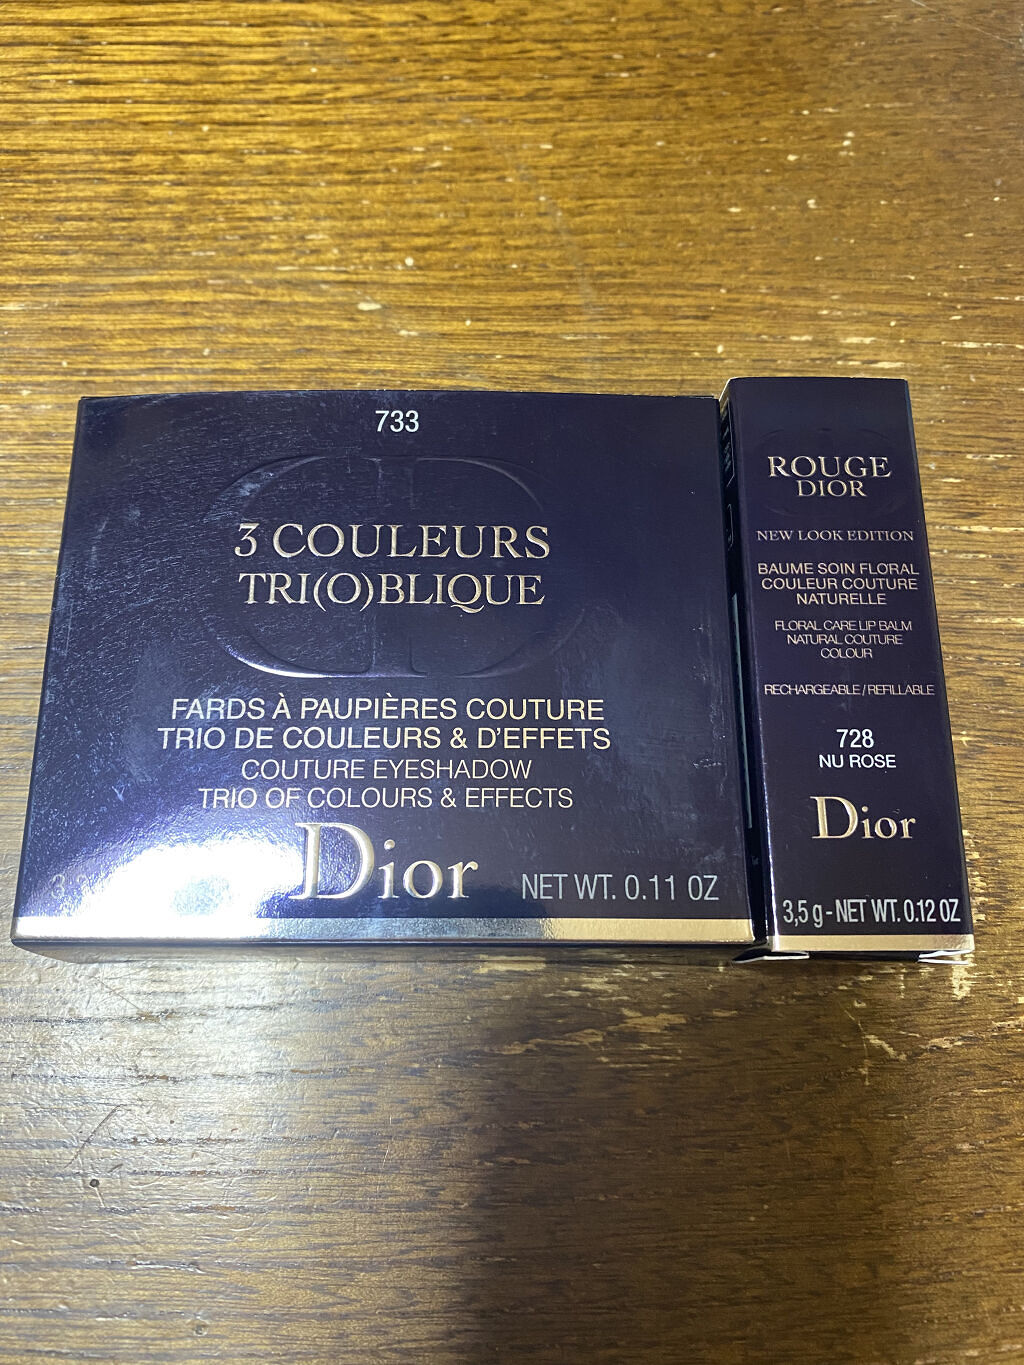 733
3 COULEURS
TRI(O)BLIQUE
FARDS À PAUPIÈRES COUTURE
TRIO DE COULEURS & D'EFFETS
COUTURE EYESHADOW
TRIO OF COLOURS & EFFECTS
Dior
NET WT. 0.11 OZ
ROUGE
DIOR
NEW LOOK EDITION
BAUME SOIN FLORAL
COULEUR COUTURE
NATURELLE
FLORAL CARE LIP BALM
NATURAL COUTURE
COLOUR
RECHARGEABLE / REFILLABLE
728
NU ROSE
Dior
3,5 g - NET WT. 0.12 OZ